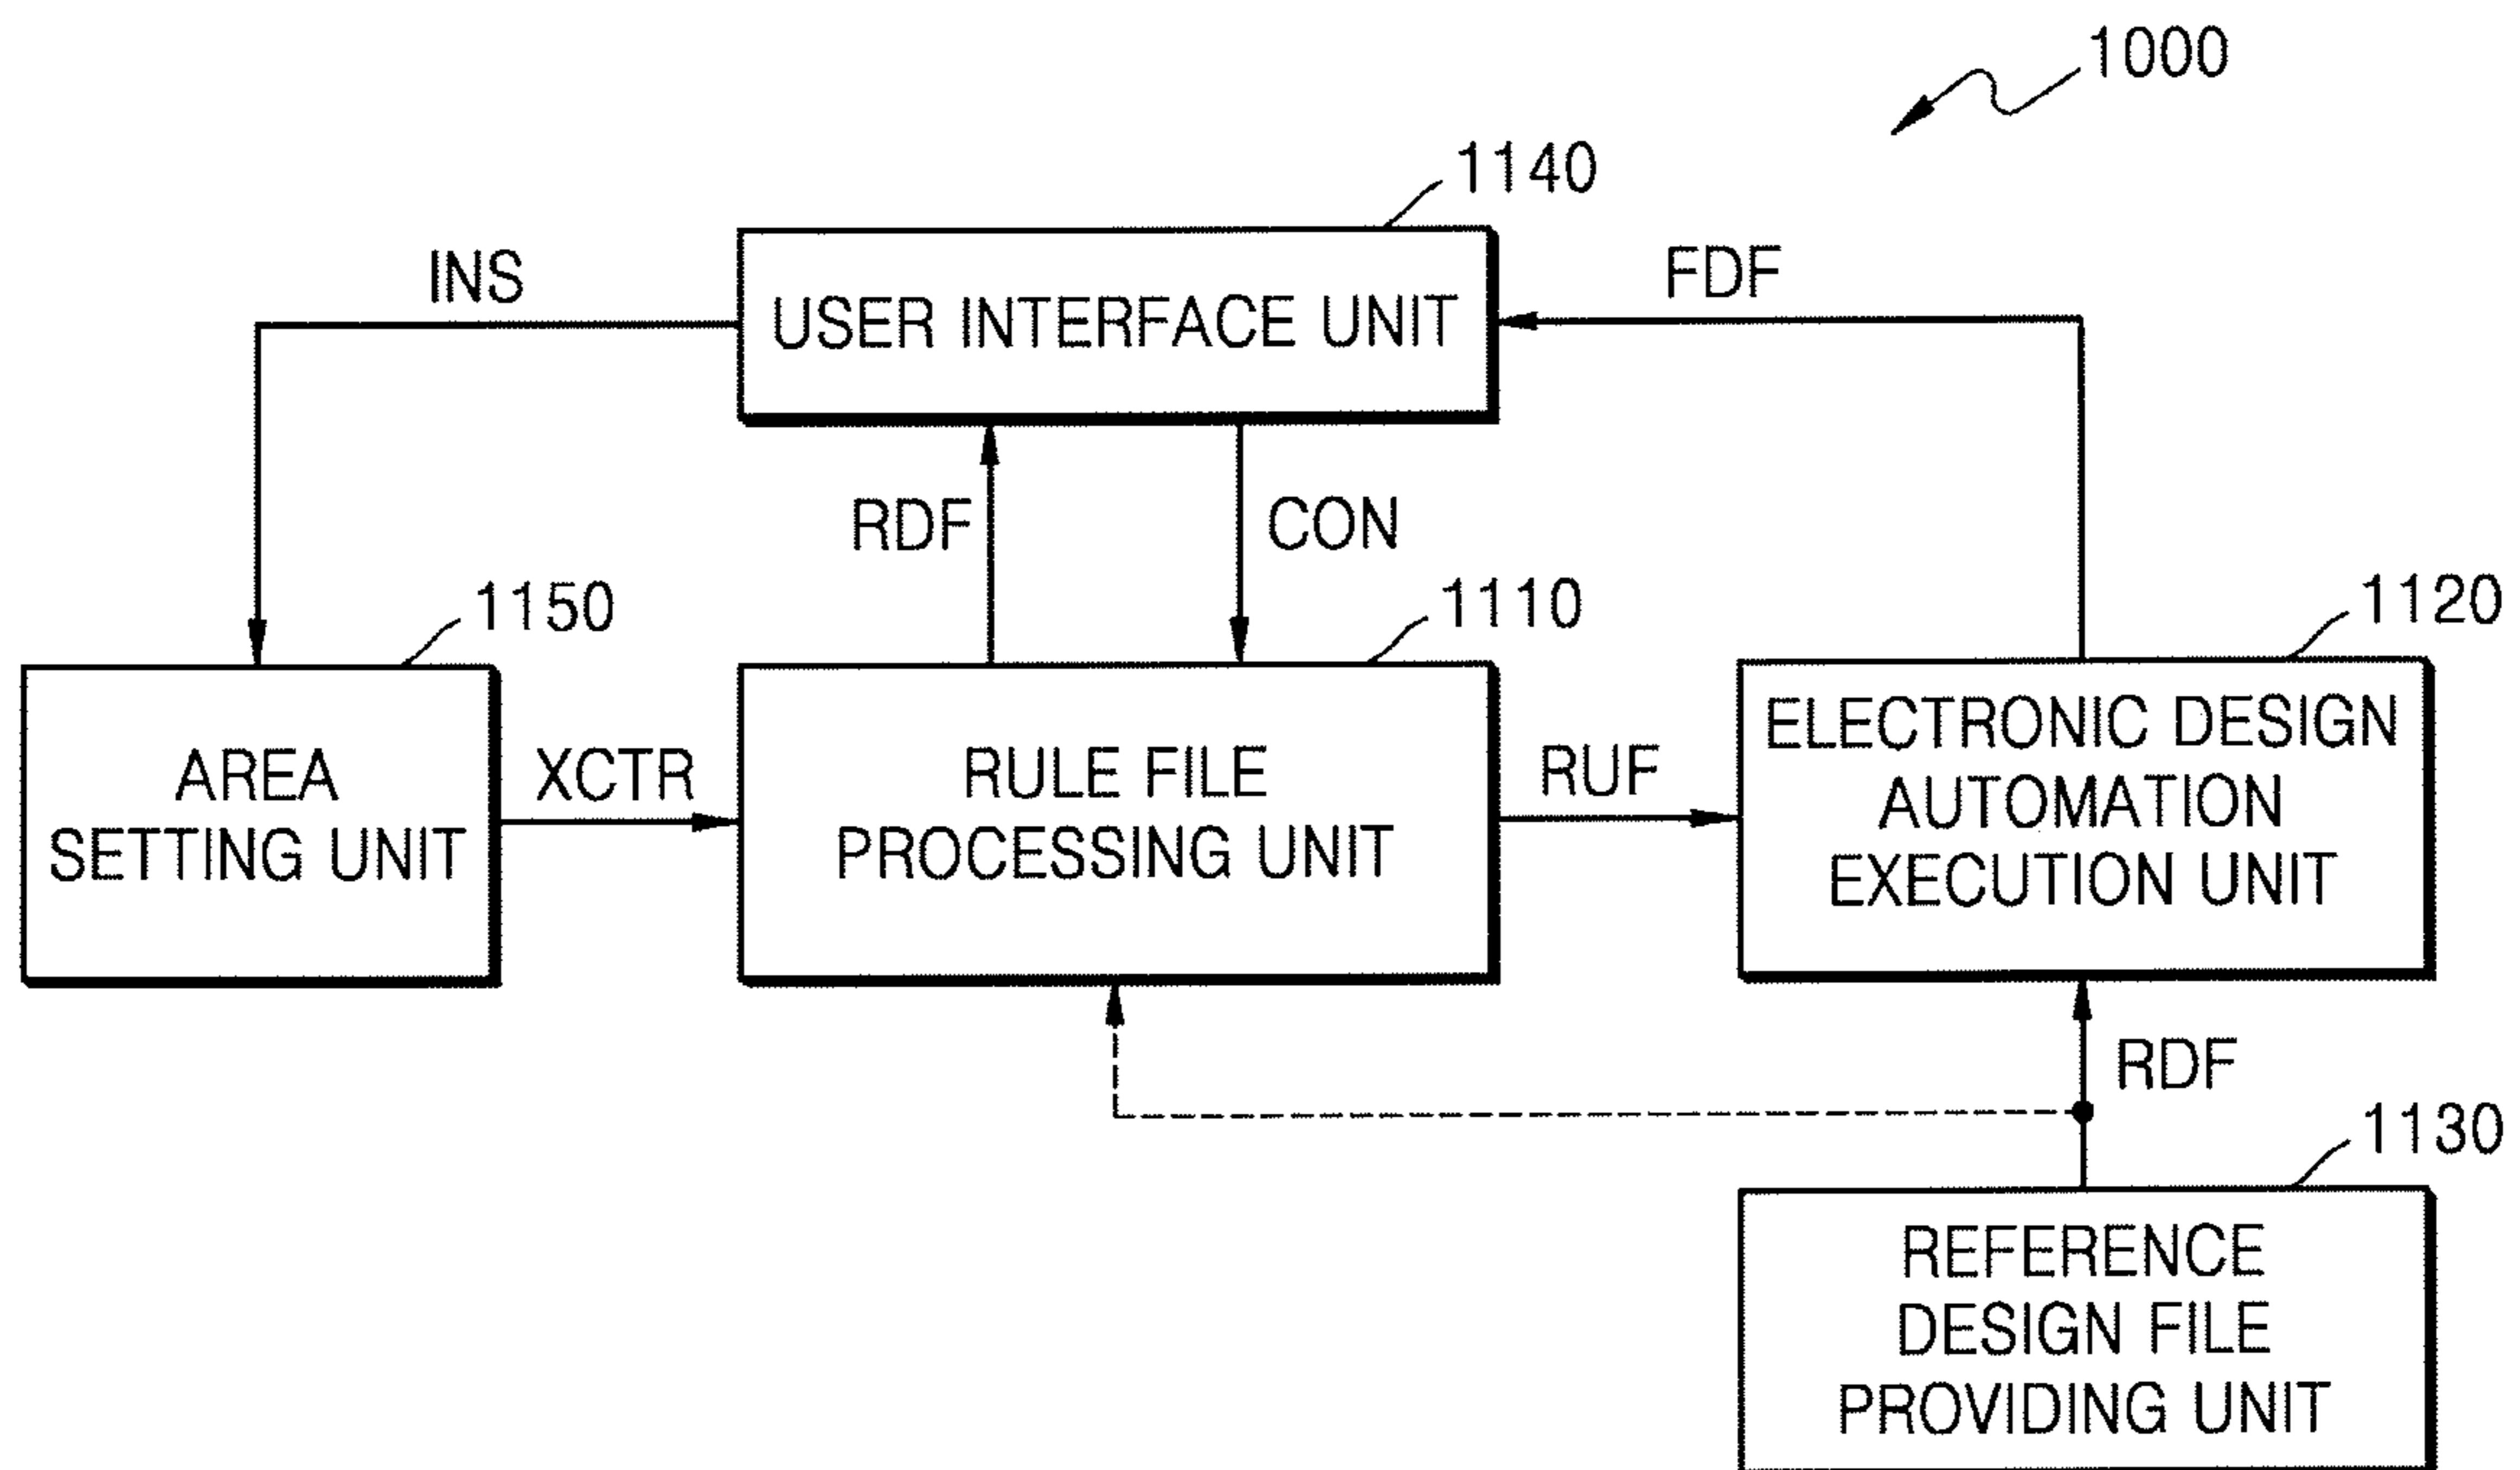 1000
1140
INS
FDF
USER INTERFACE UNIT
RDF
CON
1150
1110
1120
AREA
SETTING UNIT
XCTR
RULE FILE
PROCESSING UNIT
RUF
ELECTRONIC DESIGN
AUTOMATION
EXECUTION UNIT
RDF
1130
REFERENCE
DESIGN FILE
PROVIDING UNIT